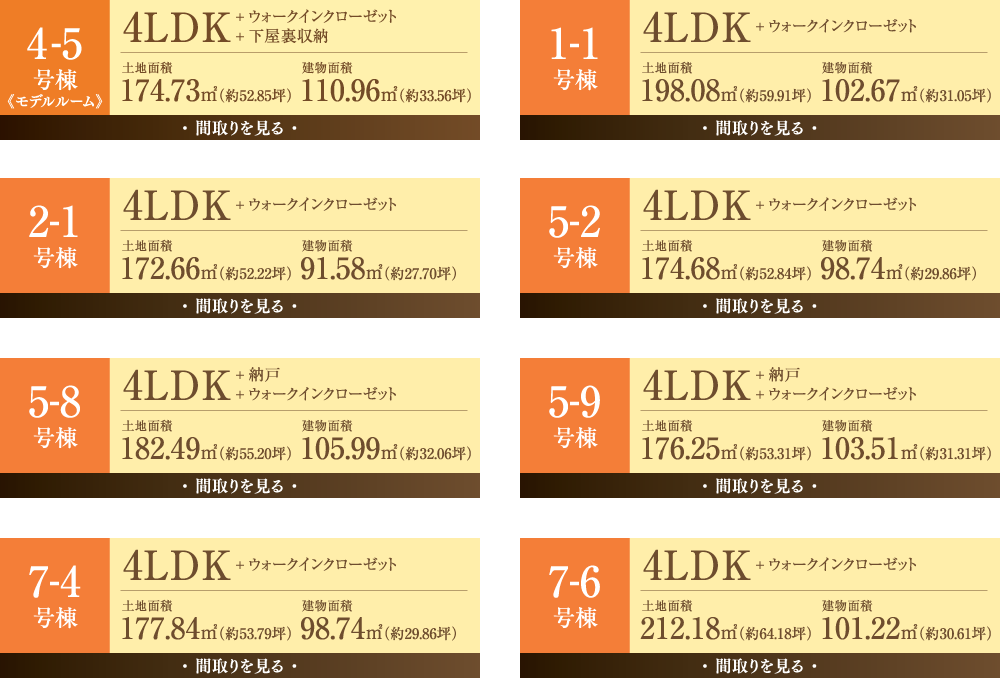 4-5
号棟
《モデルルーム》
4LDK
+ ウォークインクローゼット
+ 下屋裏収納
土地面積
174.73㎡(約52.85坪)
建物面積
110.96㎡(約33.56坪)
・ 間取りを見る ・
1-1
号棟
4LDK + ウォークインクローゼット
土地面積
198.08㎡(約59.91坪)
建物面積
102.67㎡(約31.05坪)
・ 間取りを見る ・
2-1
号棟
4LDK + ウォークインクローゼット
土地面積
172.66㎡(約52.22坪)
建物面積
91.58㎡(約27.70坪)
・ 間取りを見る ・
5-2
号棟
4LDK + ウォークインクローゼット
土地面積
174.68㎡(約52.84坪)
建物面積
98.74㎡(約29.86坪)
・ 間取りを見る ・
5-8
号棟
4LDK
+ 納戸
+ ウォークインクローゼット
土地面積
182.49㎡(約55.20坪)
建物面積
105.99㎡(約32.06坪)
・ 間取りを見る ・
5-9
号棟
4LDK
+ 納戸
+ ウォークインクローゼット
土地面積
176.25㎡(約53.31坪)
建物面積
103.51㎡(約31.31坪)
・ 間取りを見る ・
7-4
号棟
4LDK + ウォークインクローゼット
土地面積
177.84㎡(約53.79坪)
建物面積
98.74㎡(約29.86坪)
・ 間取りを見る ・
7-6
号棟
4LDK + ウォークインクローゼット
土地面積
212.18㎡(約64.18坪)
建物面積
101.22㎡(約30.61坪)
・ 間取りを見る ・